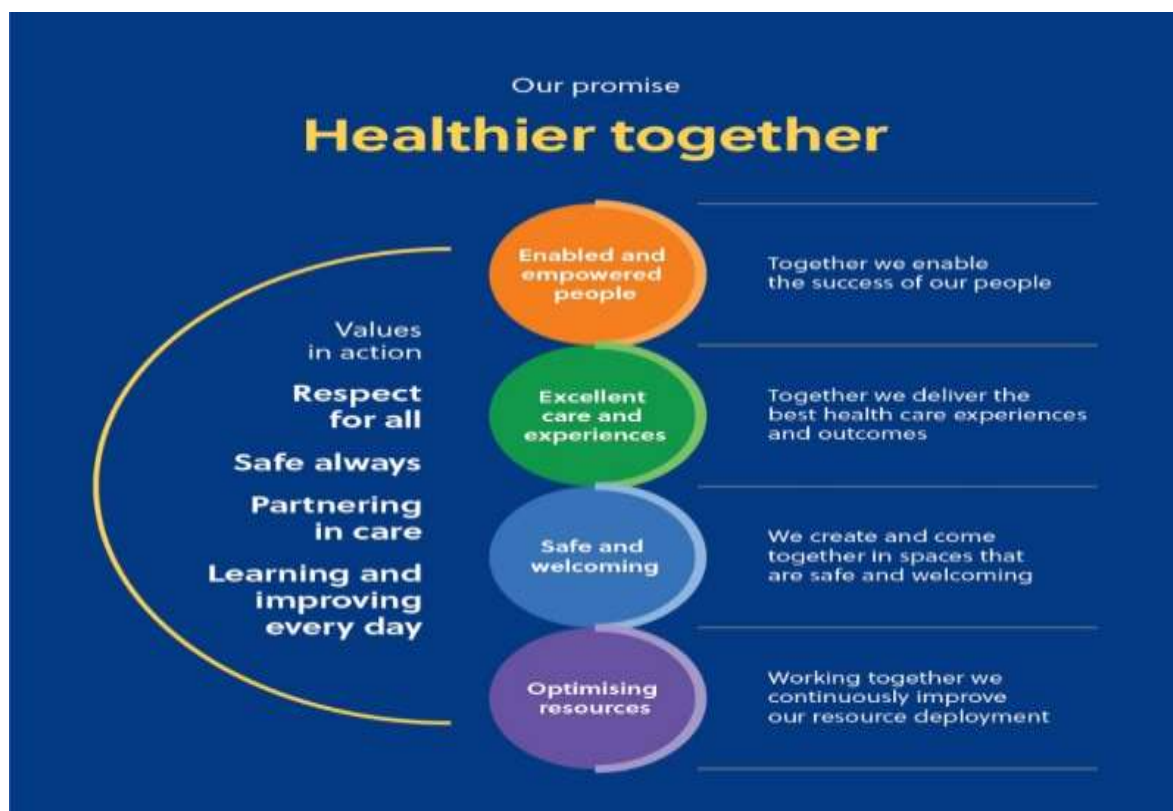 Our promise
Healthier together
Values
in action
Respect
for all
Safe always
Partnering
in care
Learning and
improving
every day
Enabled and
empowered
people
Together we enable
the success of our people
Excellent
care and
experiences
Together we deliver the
best health care experiences
and outcomes
Safe and
welcoming
We create and come
together in spaces that
are safe and welcoming
Optimising
resources
Working together we
continuously improve
our resource deployment